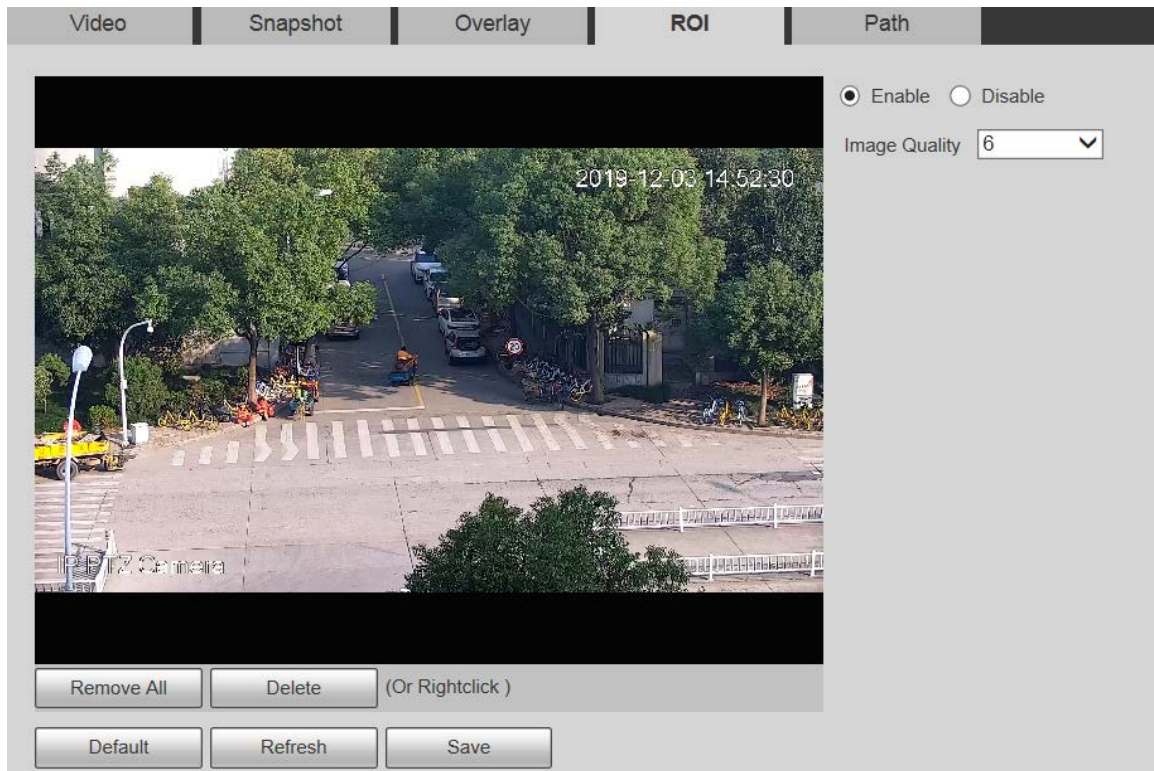 Video Snapshot Overlay ROI Path
Enable Disable
Image Quality 6
2019-12-03 14:52:30
20
IP PTZ Camera
Remove All Delete (Or Rightclick )
Default Refresh Save